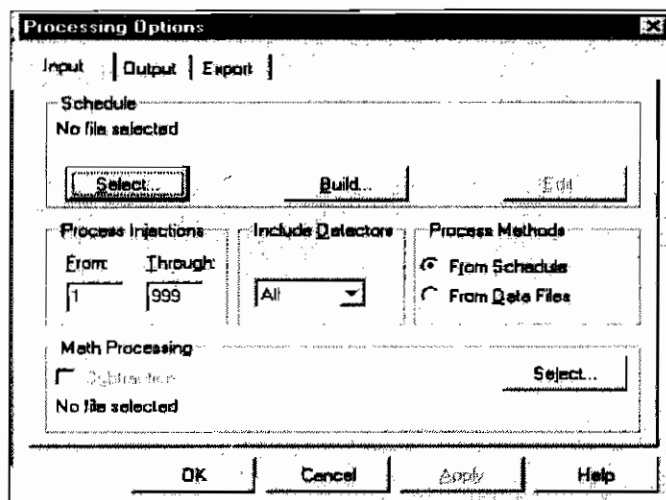 Processing Options
Input Output Export
Schedule
No file selected
Select... Build... Edit
Process Injections Include Detectors Process Methods
From: Through:
1 999 All
From Schedule
From Data Files
Math Processing
Subtraction Select...
No file selected
OK Cancel Apply Help